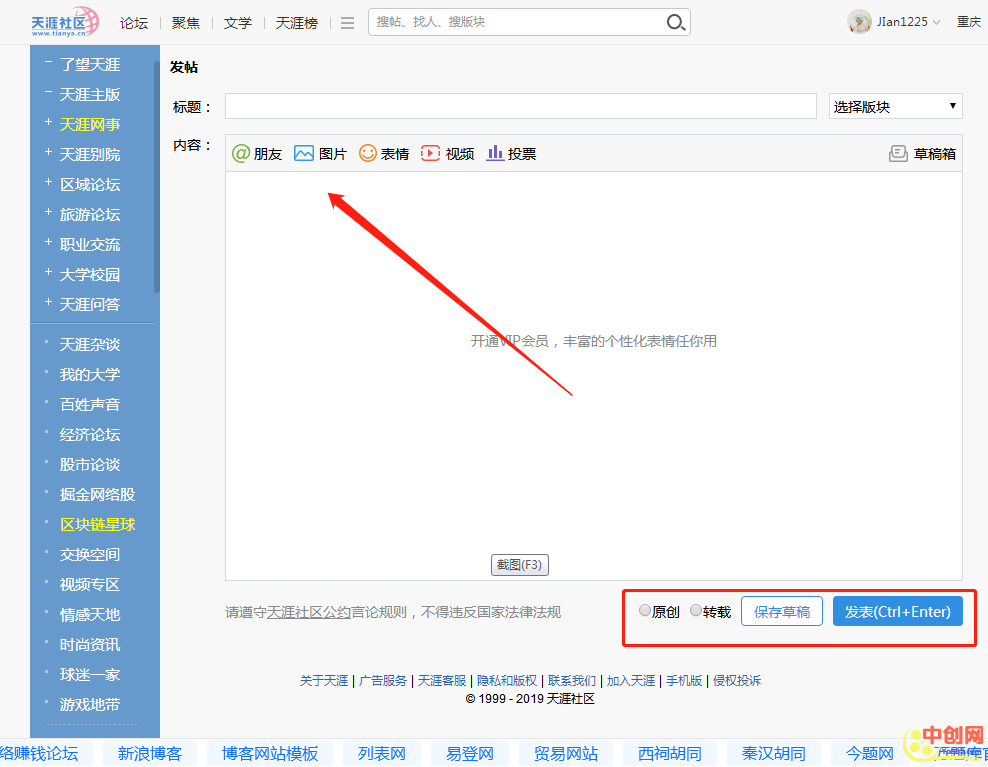 天涯社区
www.tianya.cn
论坛 | 聚焦 | 文学 | 天涯榜 |
搜帖、找人、搜版块
JIan1225
重庆
了望天涯
天涯主版
+ 天涯网事
+ 天涯别院
+ 区域论坛
+ 旅游论坛
+ 职业交流
+ 大学校园
+ 天涯问答
天涯杂谈
我的大学
百姓声音
经济论坛
股市论谈
掘金网络股
区块链星球
交换空间
视频专区
情感天地
时尚资讯
球迷一家
游戏地带
发帖
标题：
选择版块
内容：
@朋友 图片 表情 视频 投票
草稿箱
开通VIP会员，丰富的个性化表情任你用
截图(F3)
请遵守天涯社区公约言论规则，不得违反国家法律法规
原创 转载 保存草稿 发表(Ctrl+Enter)
关于天涯 | 广告服务 | 天涯客服 | 隐私和版权 | 联系我们 | 加入天涯 | 手机版 | 侵权投诉
© 1999 - 2019 天涯社区
络赚钱论坛 新浪博客 博客网站模板 列表网 易登网 贸易网站 西祠胡同 秦汉胡同 今题网
中创网